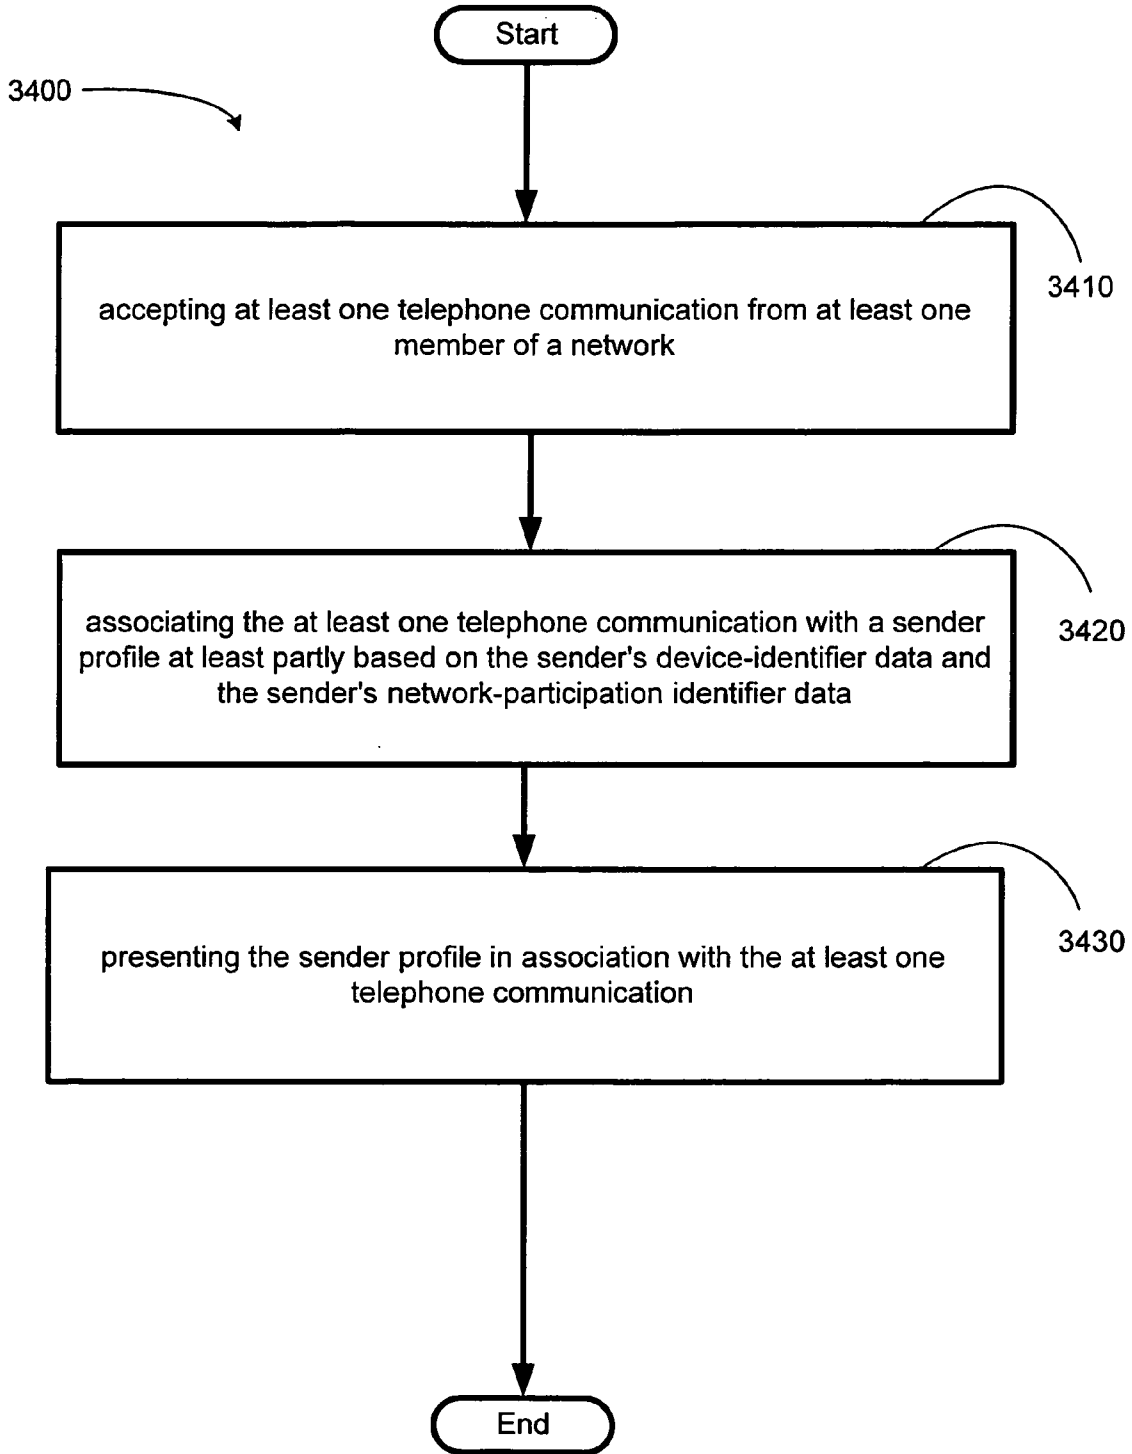 Start
3400
3410
accepting at least one telephone communication from at least one
member of a network
3420
associating the at least one telephone communication with a sender
profile at least partly based on the sender's device-identifier data and
the sender's network-participation identifier data
3430
presenting the sender profile in association with the at least one
telephone communication
End